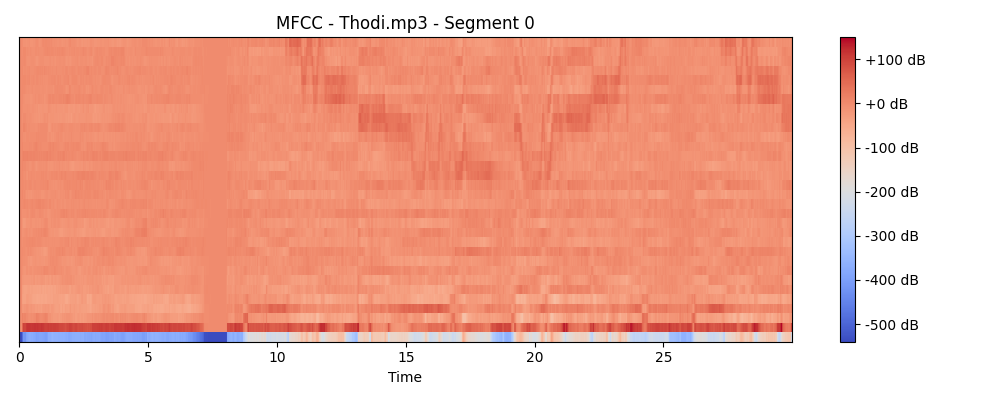 MFCC - Thodi.mp3 - Segment 0
+100 dB
+0 dB
-100 dB
-200 dB
-300 dB
-400 dB
-500 dB
0 5 10 15 20 25
Time